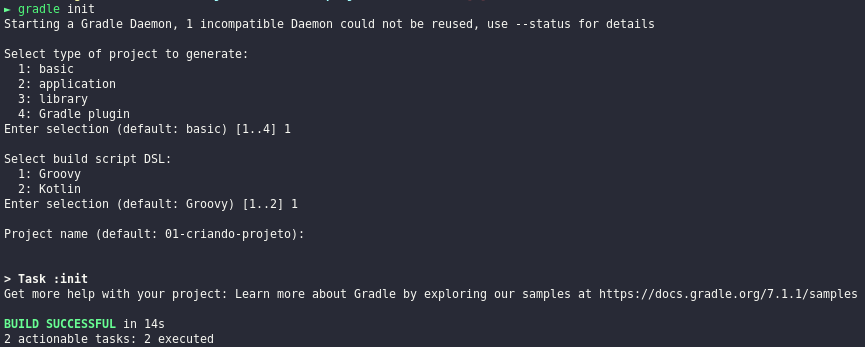 ► gradle init
Starting a Gradle Daemon, 1 incompatible Daemon could not be reused, use --status for details
Select type of project to generate:
  1: basic
  2: application
  3: library
  4: Gradle plugin
Enter selection (default: basic) [1..4] 1
Select build script DSL:
  1: Groovy
  2: Kotlin
Enter selection (default: Groovy) [1..2] 1
Project name (default: 01-criando-projeto):
> Task :init
Get more help with your project: Learn more about Gradle by exploring our samples at https://docs.gradle.org/7.1.1/samples
BUILD SUCCESSFUL in 14s
2 actionable tasks: 2 executed